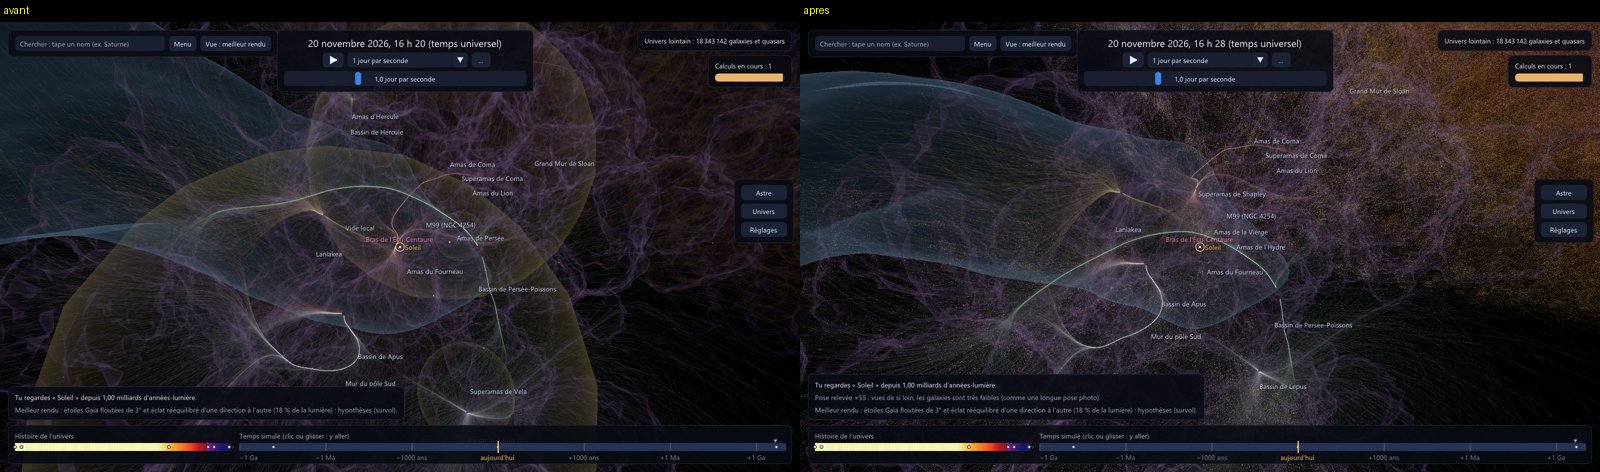 avant
Chercher : tape un nom (ex. Saturne)
Menu
Vue : meilleur rendu
20 novembre 2026, 16 h 20 (temps universel)
1 jour par seconde
...
1,0 jour par seconde
Univers lointain : 18 343 142 galaxies et quasars
Calculs en cours : 1
Amas d'Hercule
Bassin de Hercule
Amas de Coma
Grand Mur de Sloan
Superamas de Coma
Amas du Lion
Astre
Univers
Réglages
Vide local
M99 (NGC 4254)
Bras de l'Écu-Centaure
Amas de Persée
Soleil
Laniakea
Amas du Fourneau
Bassin de Persée-Poissons
Bassin de Apus
Mur du pôle Sud
Superamas de Vela
Tu regardes « Soleil » depuis 1,00 milliards d'années-lumière.
Meilleur rendu : étoiles Gaia floutées de 3° et éclat rééquilibré d'une direction à l'autre (18 % de la lumière) : hypothèses (survol).
Histoire de l'univers
Temps simulé (clic ou glisser : y aller)
−1 Ga
−1 Ma
−1000 ans
aujourd'hui
+1000 ans
+1 Ma
+1 Ga
apres
Chercher : tape un nom (ex. Saturne)
Menu
Vue : meilleur rendu
20 novembre 2026, 16 h 28 (temps universel)
1 jour par seconde
...
1,0 jour par seconde
Univers lointain : 18 343 142 galaxies et quasars
Calculs en cours : 1
Grand Mur de Sloan
Amas de Coma
Superamas de Coma
Amas du Lion
Superamas de Shapley
Astre
Univers
Réglages
M99 (NGC 4254)
Laniakea
Amas de la Vierge
Bras de l'Écu-Centaure
Soleil
Amas de l'Hydre
Amas du Fourneau
Bassin de Apus
Bassin de Persée-Poissons
Mur du pôle Sud
Bassin de Lepus
Tu regardes « Soleil » depuis 1,00 milliards d'années-lumière.
Pose relevée ×55 : vues de si loin, les galaxies sont très faibles (comme une longue pose photo).
Meilleur rendu : étoiles Gaia floutées de 3° et éclat rééquilibré d'une direction à l'autre (18 % de la lumière) : hypothèses (survol).
Histoire de l'univers
Temps simulé (clic ou glisser : y aller)
−1 Ga
−1 Ma
−1000 ans
aujourd'hui
+1000 ans
+1 Ma
+1 Ga